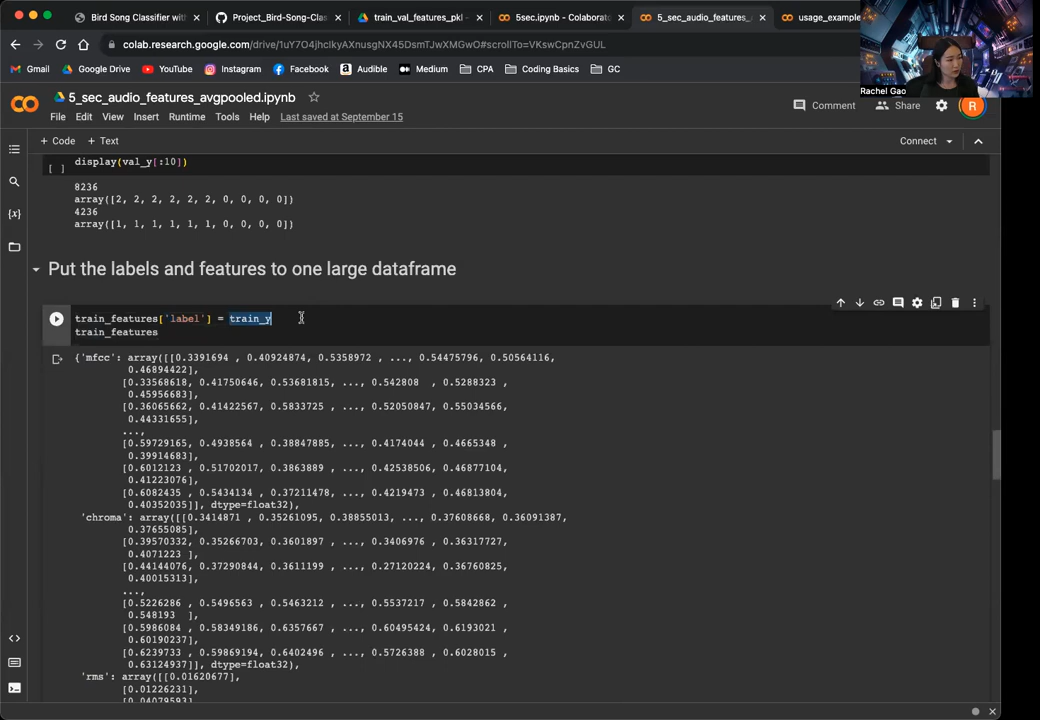 Bird Song Classifier with
Project_Bird-Song-Clas
train_val_features_pkl -
5sec.ipynb - Colaborato
5_sec_audio_features_
usage_example
colab.research.google.com/drive/1uY7O4jhcIkyAXnusgNX45DsmTJwXMGwO#scrollTo=VKswCpnZvGUL
Gmail
Google Drive
YouTube
Instagram
Facebook
Audible
Medium
CPA
Coding Basics
GC
Rachel Gao
5_sec_audio_features_avgpooled.ipynb
Comment
Share
R
File Edit View Insert Runtime Tools Help Last saved at September 15
+ Code + Text
Connect
display(val_y[:10])
[ ]
8236
array([2, 2, 2, 2, 2, 2, 0, 0, 0, 0])
4236
array([1, 1, 1, 1, 1, 1, 0, 0, 0, 0])
Put the labels and features to one large dataframe
train_features['label'] = train_y
train_features
{'mfcc': array([[0.3391694 , 0.40924874, 0.5358972 , ..., 0.54475796, 0.50564116,
0.46894422],
[0.33568618, 0.41750646, 0.53681815, ..., 0.542808 , 0.5288323 ,
0.45956683],
[0.36065662, 0.41422567, 0.5833725 , ..., 0.52050847, 0.55034566,
0.44331655],
...,
[0.59729165, 0.4938564 , 0.38847885, ..., 0.4174044 , 0.4665348 ,
0.39914683],
[0.6012123 , 0.51702017, 0.3863889 , ..., 0.42538506, 0.46877104,
0.41223076],
[0.6082435 , 0.5434134 , 0.37211478, ..., 0.4219473 , 0.46813804,
0.40352035]], dtype=float32),
'chroma': array([[0.3414871 , 0.35261095, 0.38855013, ..., 0.37608668, 0.36091387,
0.37655085],
[0.39570332, 0.35266703, 0.3601897 , ..., 0.3406976 , 0.36317727,
0.4071223 ],
[0.44144076, 0.37290844, 0.3611199 , ..., 0.27120224, 0.36760825,
0.40015313],
...,
[0.5226286 , 0.5496563 , 0.5463212 , ..., 0.5537217 , 0.5842862 ,
0.548193 ],
[0.5986084 , 0.58349186, 0.6357667 , ..., 0.60495424, 0.6193021 ,
0.60190237],
[0.6239733 , 0.59869194, 0.6402496 , ..., 0.5726388 , 0.6028015 ,
0.63124937]], dtype=float32),
'rms': array([[0.01620677],
[0.01226231],
[0.04079593],